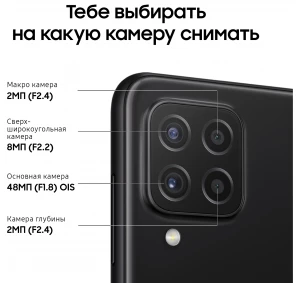 Тебе выбирать
на какую камеру снимать
Макро камера
2МП (F2.4)
Сверх-
широкоугольная
камера
8МП (F2.2)
Основная камера
48МП (F1.8) OIS
Камера глубины
2МП (F2.4)